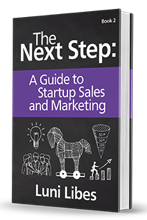 Book 2
The
Next Step:
A Guide to
Startup Sales
and Marketing
Luni Libes